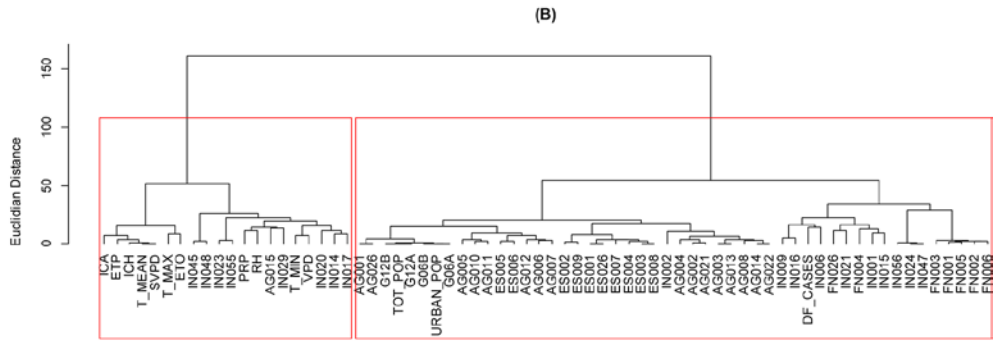 (B)
Euclidian Distance
150
100
50
0
ICA
ETP
ICH
T_MEAN
SVPD
T_MAX
ETO
IN045
IN048
IN023
IN055
PRP
RH
AG015
IN029
T_MIN
VPD
IN020
IN014
IN017
AG001
AG026
G12B
TOT_POP
G12A
G06B
URBAN_POP
G06A
AG005
AG010
AG011
ES005
ES006
AG012
AG006
AG007
ES002
ES009
ES001
ES026
ES007
ES004
ES003
ES008
IN002
AG004
AG002
AG021
AG003
AG013
AG008
AG014
AG022
IN009
IN016
DF_CASES
IN006
FN026
IN021
FN004
IN001
IN015
IN056
IN024
IN047
FN003
FN001
FN005
FN002
FN006